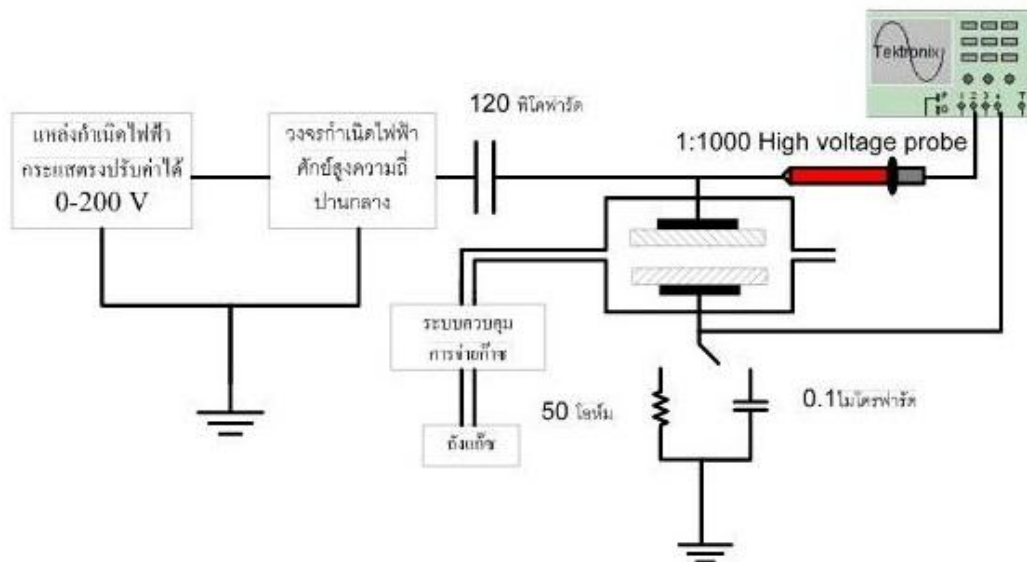 Tektronix
1 2 3 4 T
120 พิโคฟารัด
1:1000 High voltage probe
แหล่งกำเนิดไฟฟ้า
กระแสตรงปรับค่าได้
0-200 V
วงจรกำเนิดไฟฟ้า
ศักย์สูงความถี่
ปานกลาง
ระบบควบคุม
การจ่ายก๊าซ
ถังแก๊ซ
50 โอห์ม
0.1ไมโครฟารัด